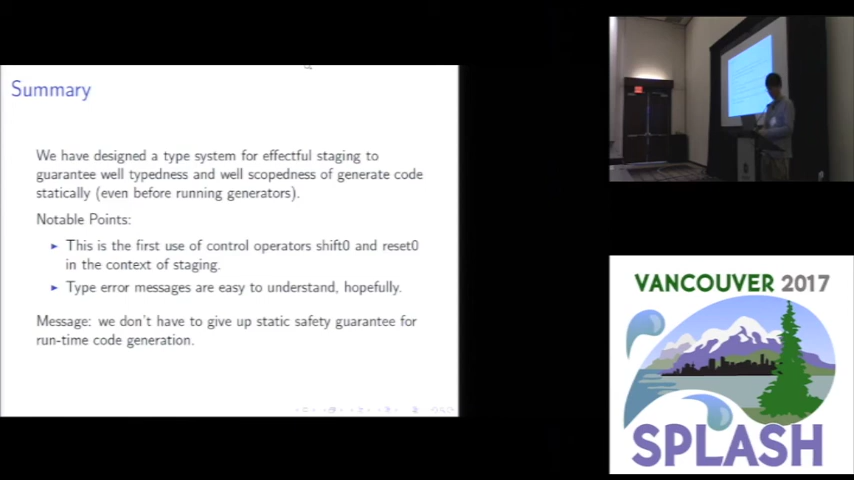 Summary
We have designed a type system for effectful staging to
guarantee well typedness and well scopedness of generate code
statically (even before running generators).
Notable Points:
This is the first use of control operators shift0 and reset0
in the context of staging.
Type error messages are easy to understand, hopefully.
Message: we don't have to give up static safety guarantee for
run-time code generation.
VANCOUVER 2017
SPLASH